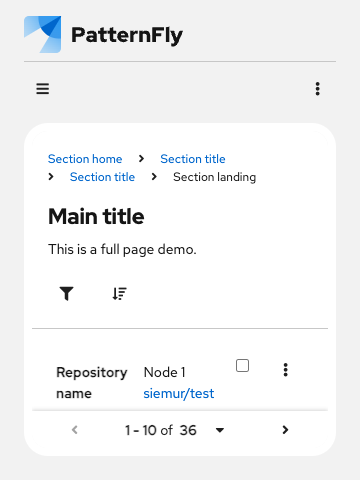 PatternFly
Section home Section title
Section title Section landing
Main title
This is a full page demo.
Repository name Node 1
siemur/test
1 - 10 of 36